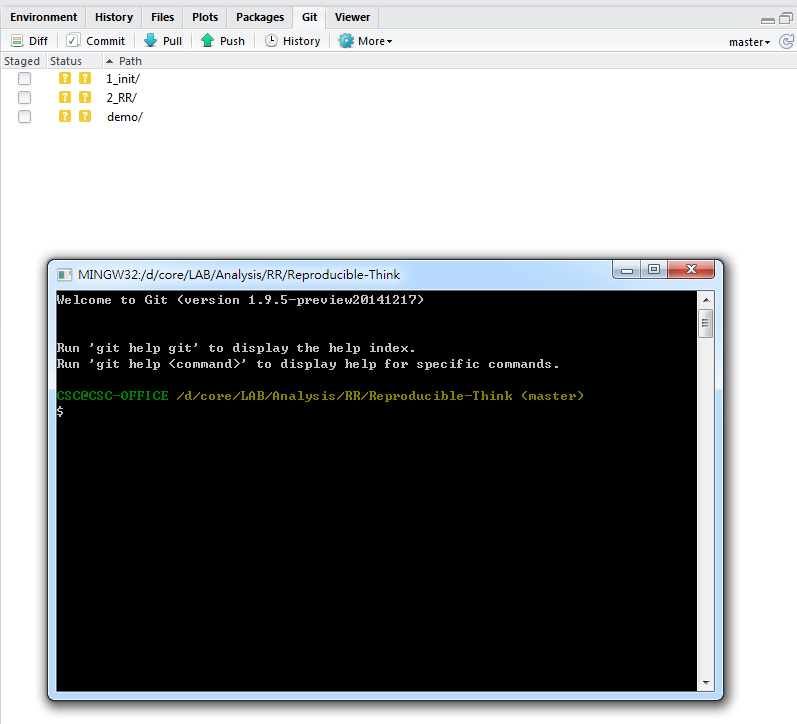 Environment History Files Plots Packages Git Viewer
Diff Commit Pull Push History More master
Staged Status Path
? ? 1_init/
? ? 2_RR/
? ? demo/
MINGW32:/d/core/LAB/Analysis/RR/Reproducible-Think
Welcome to Git (version 1.9.5-preview20141217)
Run 'git help git' to display the help index.
Run 'git help <command>' to display help for specific commands.
CSC@CSC-OFFICE /d/core/LAB/Analysis/RR/Reproducible-Think (master)
$